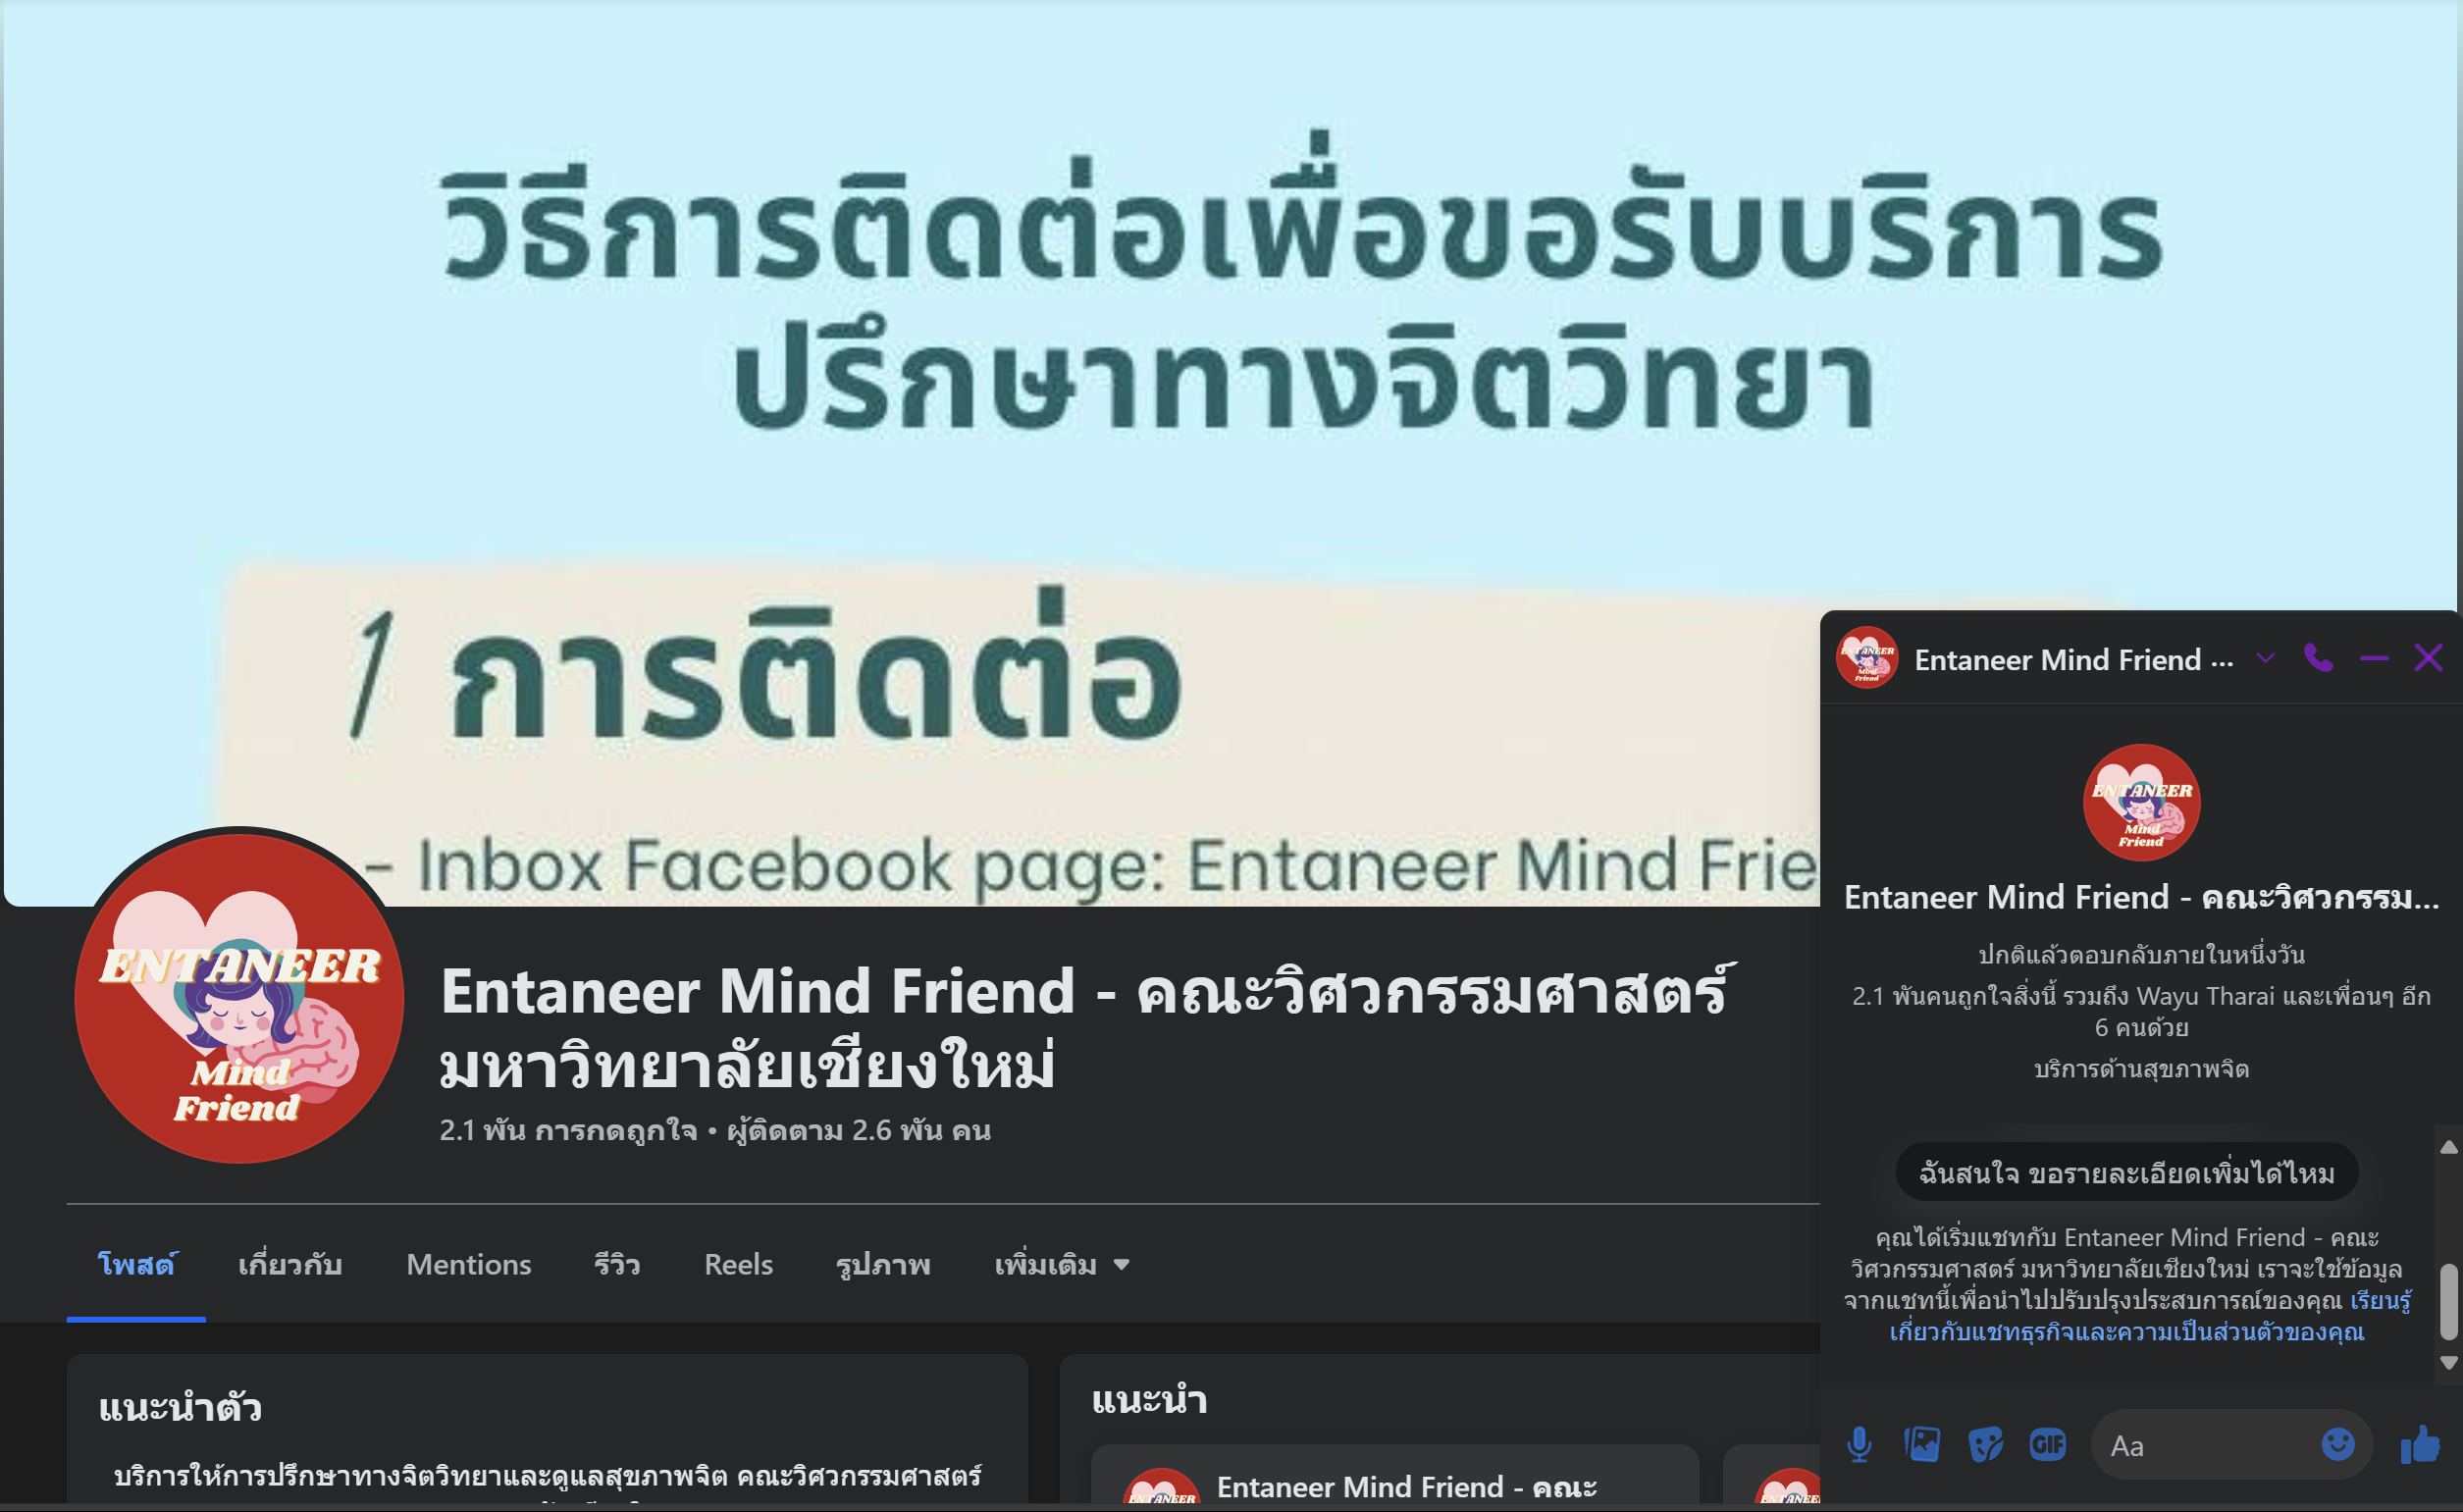 วิธีการติดต่อเพื่อขอรับบริการ
ปรึกษาทางจิตวิทยา
1 การติดต่อ
- Inbox Facebook page: Entaneer Mind Frie
ENTANEER
Mind
Friend
Entaneer Mind Friend - คณะวิศวกรรมศาสตร์
มหาวิทยาลัยเชียงใหม่
2.1 พัน การกดถูกใจ • ผู้ติดตาม 2.6 พัน คน
โพสต์ เกี่ยวกับ Mentions รีวิว Reels รูปภาพ เพิ่มเติม
แนะนำตัว
บริการให้การปรึกษาทางจิตวิทยาและดูแลสุขภาพจิต คณะวิศวกรรมศาสตร์
แนะนำ
ENTANEER
Entaneer Mind Friend - คณะ
Entaneer Mind Friend ...
ENTANEER
Mind
Friend
ENTANEER
Mind
Friend
Entaneer Mind Friend - คณะวิศวกรรม...
ปกติแล้วตอบกลับภายในหนึ่งวัน
2.1 พันคนถูกใจสิ่งนี้ รวมถึง Wayu Tharai และเพื่อนๆ อีก
6 คนด้วย
บริการด้านสุขภาพจิต
ฉันสนใจ ขอรายละเอียดเพิ่มได้ไหม
คุณได้เริ่มแชทกับ Entaneer Mind Friend - คณะ
วิศวกรรมศาสตร์ มหาวิทยาลัยเชียงใหม่ เราจะใช้ข้อมูล
จากแชทนี้เพื่อนำไปปรับปรุงประสบการณ์ของคุณ เรียนรู้
เกี่ยวกับแชทธุรกิจและความเป็นส่วนตัวของคุณ
GIF
Aa